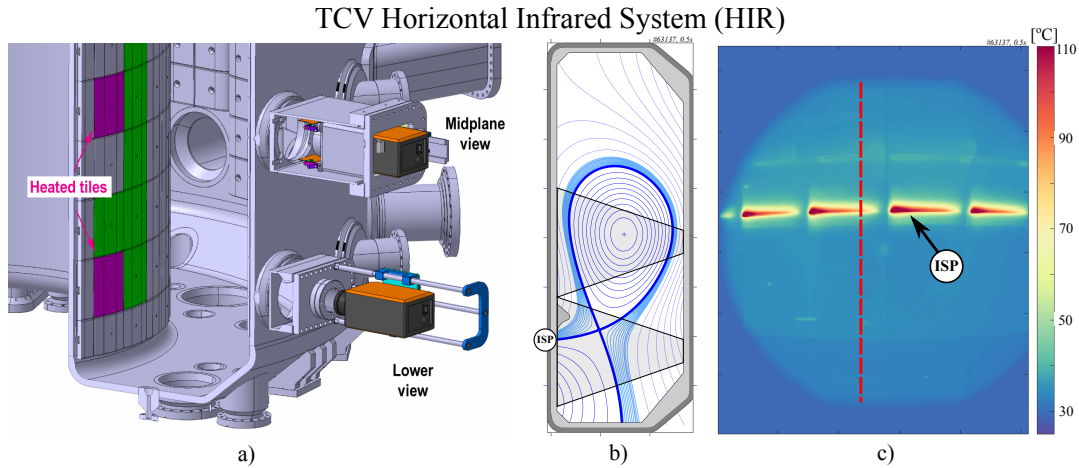 TCV Horizontal Infrared System (HIR)
#63137, 0.5s
#63137, 0.5s
[ºC]
Midplane
view
Heated tiles
Lower
view
ISP
ISP
110
90
70
50
30
a)
b)
c)